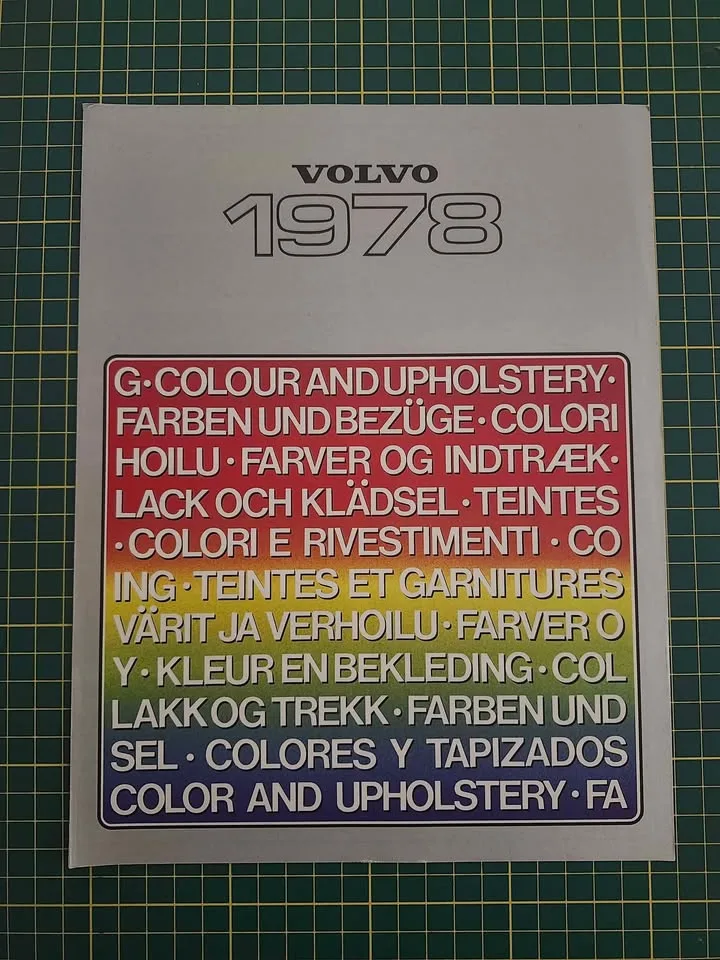 VOLVO
1978
G·COLOUR AND UPHOLSTERY·
FARBEN UND BEZÜGE·COLORI
HOILU·FARVER OG INDTRÆK·
LACK OCH KLÄDSEL·TEINTES
·COLORI E RIVESTIMENTI·CO
ING·TEINTES ET GARNITURES
VÄRIT JA VERHOILU·FARVER O
Y·KLEUR EN BEKLEDING·COL
LAKK OG TREKK·FARBEN UND
SEL·COLORES Y TAPIZADOS
COLOR AND UPHOLSTERY·FA